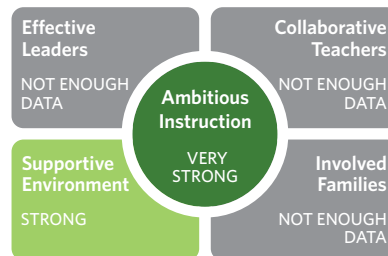 Effective
Leaders
NOT ENOUGH
DATA
Collaborative
Teachers
NOT ENOUGH
DATA
Ambitious
Instruction
VERY
STRONG
Supportive
Environment
STRONG
Involved
Families
NOT ENOUGH
DATA